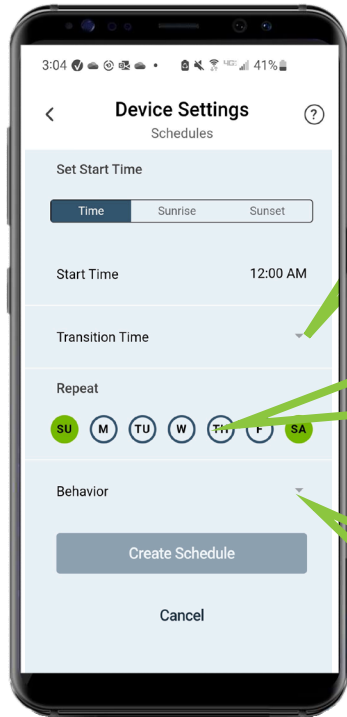 3:04 41%
Device Settings
?
Schedules
Set Start Time
Time Sunrise Sunset
Start Time 12:00 AM
Transition Time
Repeat
SU M TU W TH F SA
Behavior
Create Schedule
Cancel